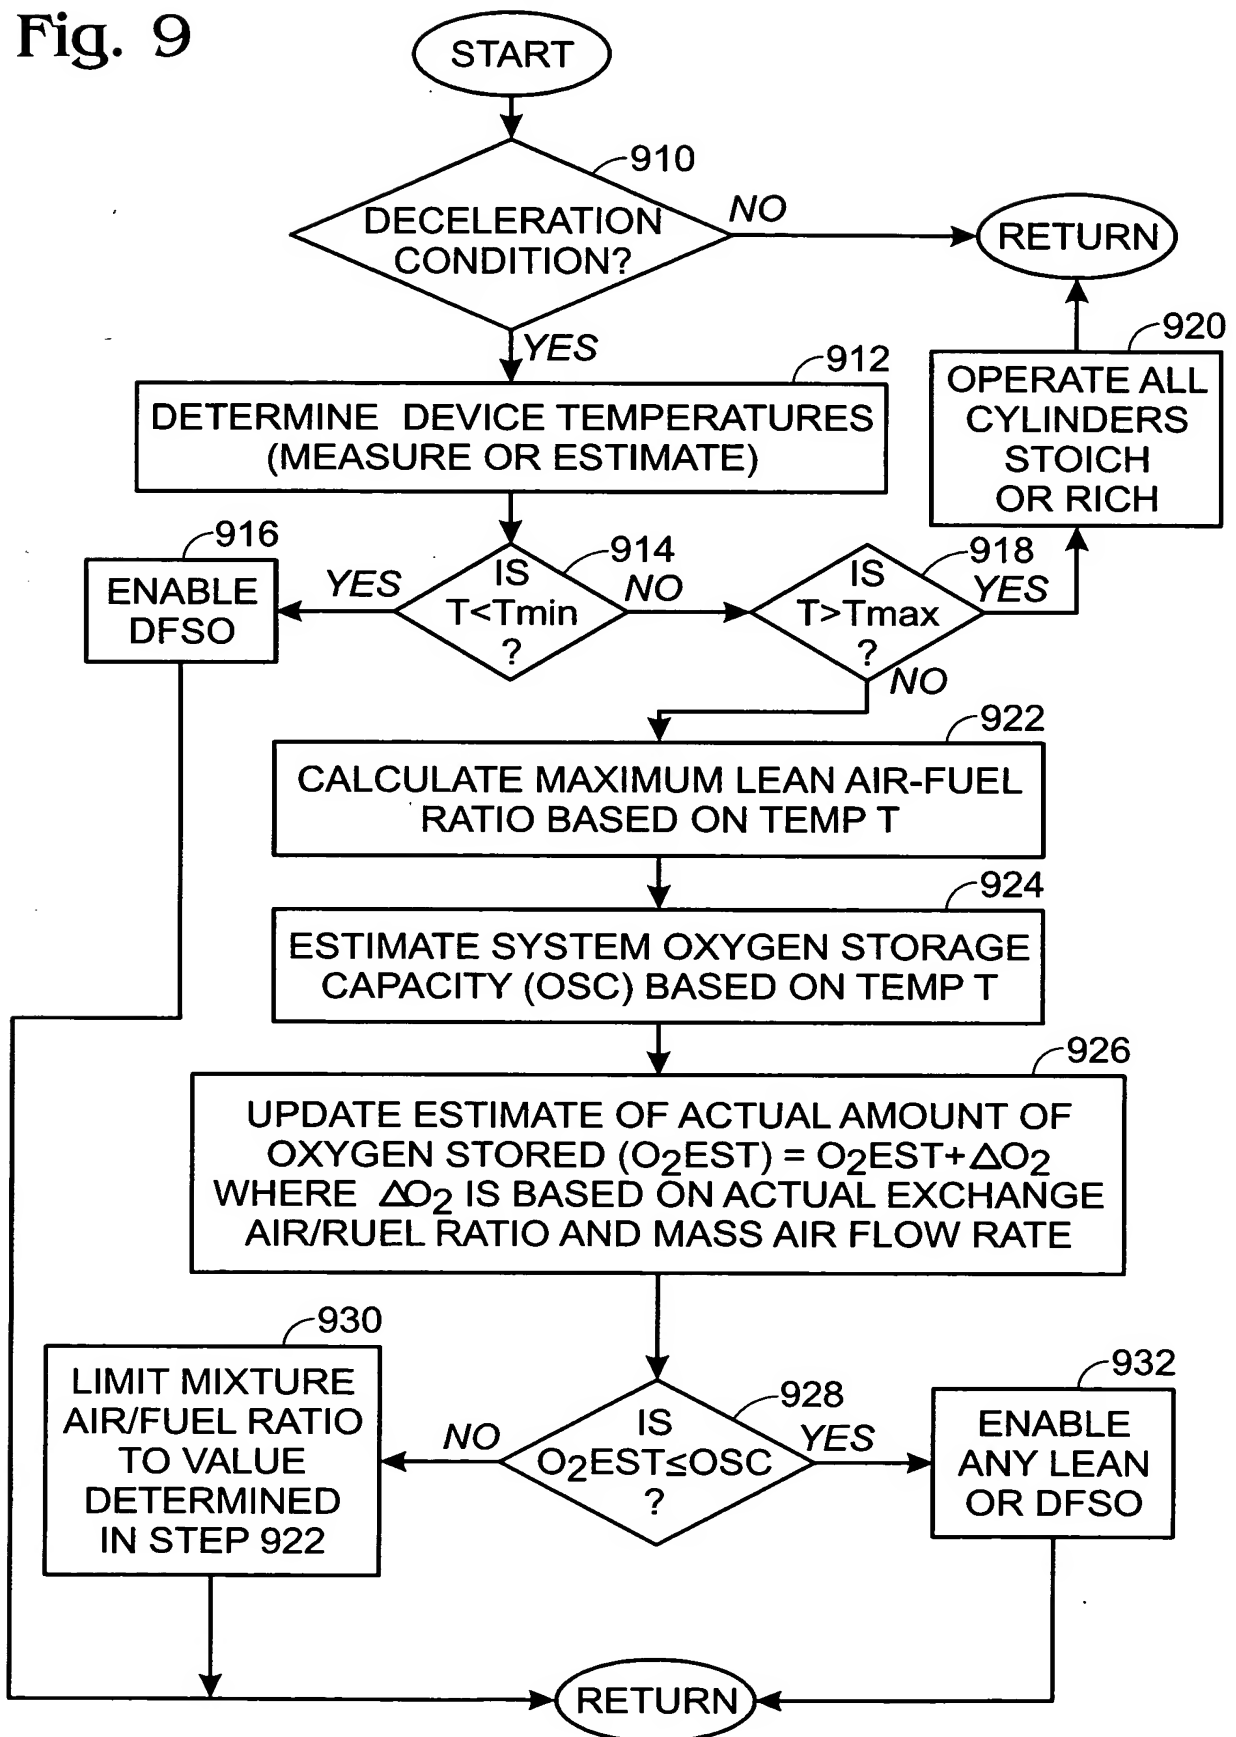 Fig. 9
START
910
DECELERATION
CONDITION?
NO
RETURN
YES
912
DETERMINE DEVICE TEMPERATURES
(MEASURE OR ESTIMATE)
920
OPERATE ALL
CYLINDERS
STOICH
OR RICH
916
ENABLE
DFSO
YES
914
IS
T<Tmin
?
NO
918
IS
T>Tmax
?
YES
NO
922
CALCULATE MAXIMUM LEAN AIR-FUEL
RATIO BASED ON TEMP T
924
ESTIMATE SYSTEM OXYGEN STORAGE
CAPACITY (OSC) BASED ON TEMP T
926
UPDATE ESTIMATE OF ACTUAL AMOUNT OF
OXYGEN STORED (O₂EST) = O₂EST+ΔO₂
WHERE ΔO₂ IS BASED ON ACTUAL EXCHANGE
AIR/RUEL RATIO AND MASS AIR FLOW RATE
930
LIMIT MIXTURE
AIR/FUEL RATIO
TO VALUE
DETERMINED
IN STEP 922
NO
928
IS
O₂EST≤OSC
?
YES
932
ENABLE
ANY LEAN
OR DFSO
RETURN